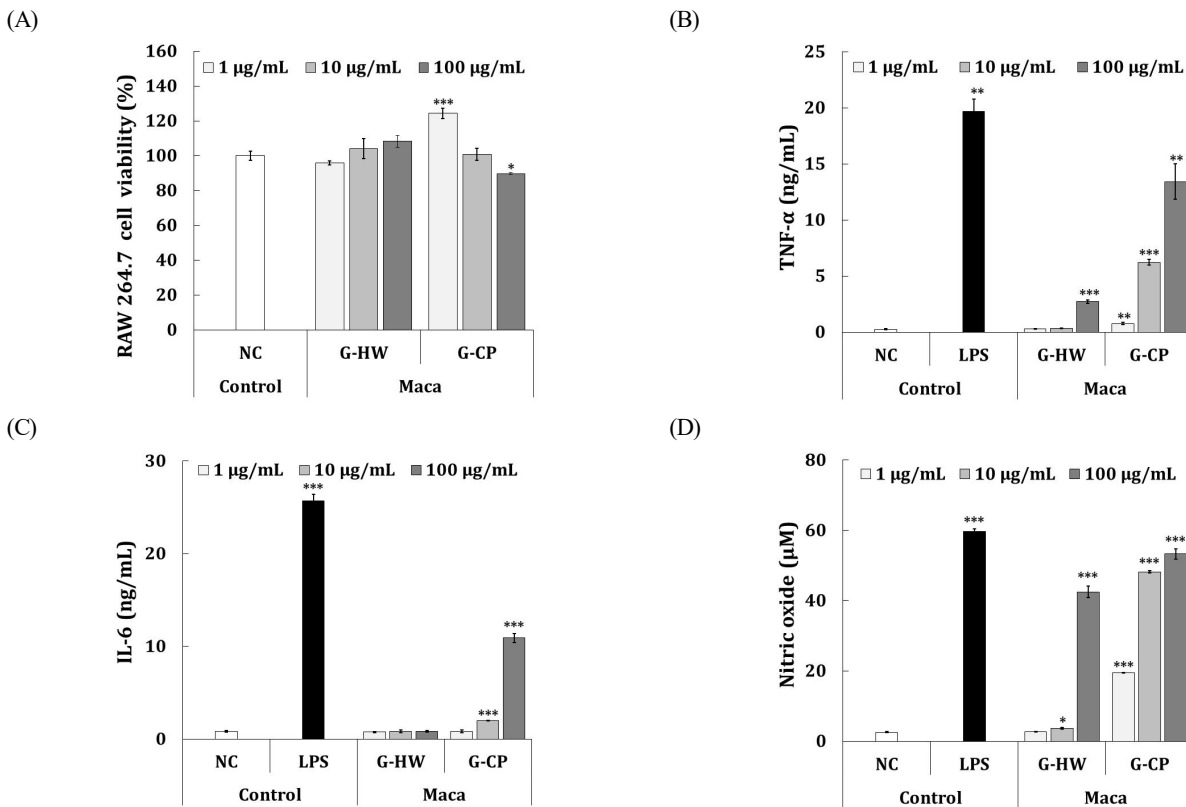 (A)
RAW 264.7 cell viability (%)
160
140
120
100
80
60
40
20
0
1 μg/mL 10 μg/mL 100 μg/mL
***
*
NC G-HW G-CP
Control Maca
(B)
TNF-α (ng/mL)
25
20
15
10
5
0
1 μg/mL 10 μg/mL 100 μg/mL
**
***
**
***
**
NC LPS G-HW G-CP
Control Maca
(C)
IL-6 (ng/mL)
30
20
10
0
1 μg/mL 10 μg/mL 100 μg/mL
***
***
***
NC LPS G-HW G-CP
Control Maca
(D)
Nitric oxide (μM)
80
60
40
20
0
1 μg/mL 10 μg/mL 100 μg/mL
***
*
***
***
***
***
NC LPS G-HW G-CP
Control Maca